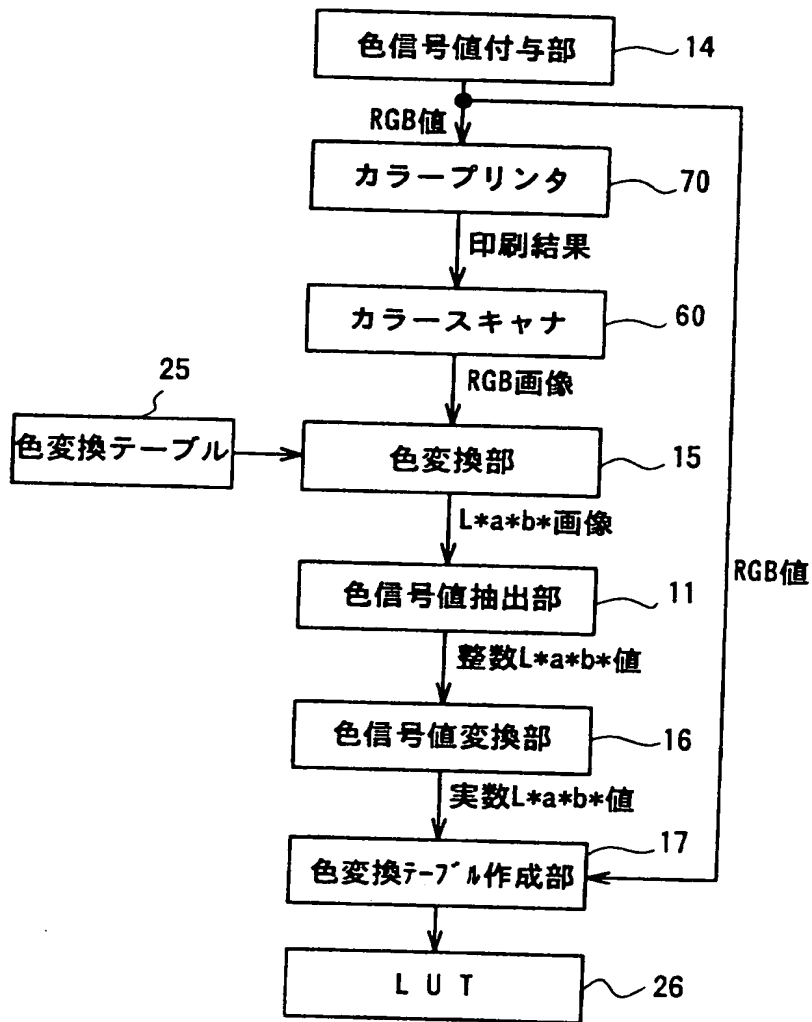 色信号値付与部
14
RGB値
カラープリンタ
70
印刷結果
カラースキャナ
60
RGB画像
25
色変換テーブル
色変換部
15
L*a*b*画像
RGB値
色信号値抽出部
11
整数L*a*b*値
色信号値変換部
16
実数L*a*b*値
色変換ﾃｰﾌﾞﾙ作成部
17
LUT
26